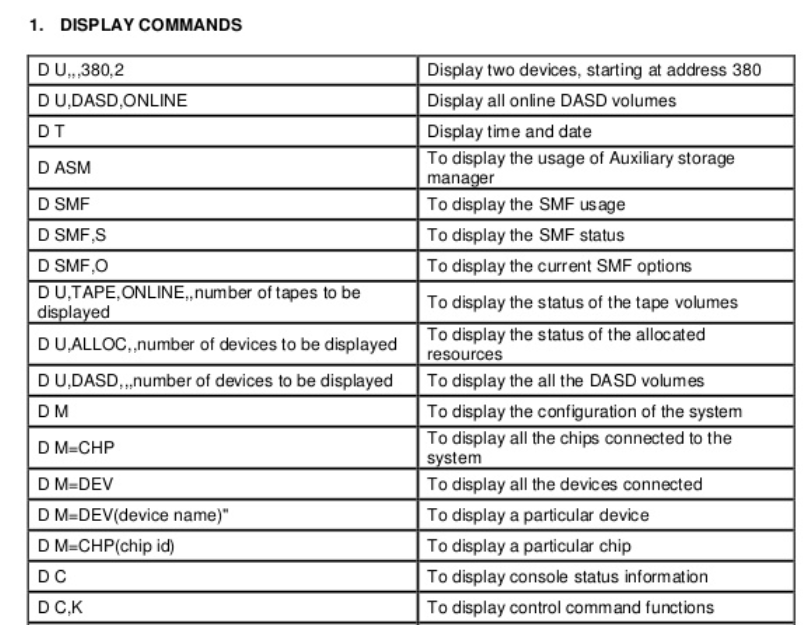 1. DISPLAY COMMANDS
D U,,,380,2
Display two devices, starting at address 380
D U,DASD,ONLINE
Display all online DASD volumes
D T
Display time and date
D ASM
To display the usage of Auxiliary storage
manager
D SMF
To display the SMF usage
D SMF,S
To display the SMF status
D SMF,O
To display the current SMF options
D U,TAPE,ONLINE,,number of tapes to be
displayed
To display the status of the tape volumes
D U,ALLOC,,number of devices to be displayed
To display the status of the allocated
resources
D U,DASD,,,number of devices to be displayed
To display the all the DASD volumes
D M
To display the configuration of the system
D M=CHP
To display all the chips connected to the
system
D M=DEV
To display all the devices connected
D M=DEV(device name)"
To display a particular device
D M=CHP(chip id)
To display a particular chip
D C
To display console status information
D C,K
To display control command functions